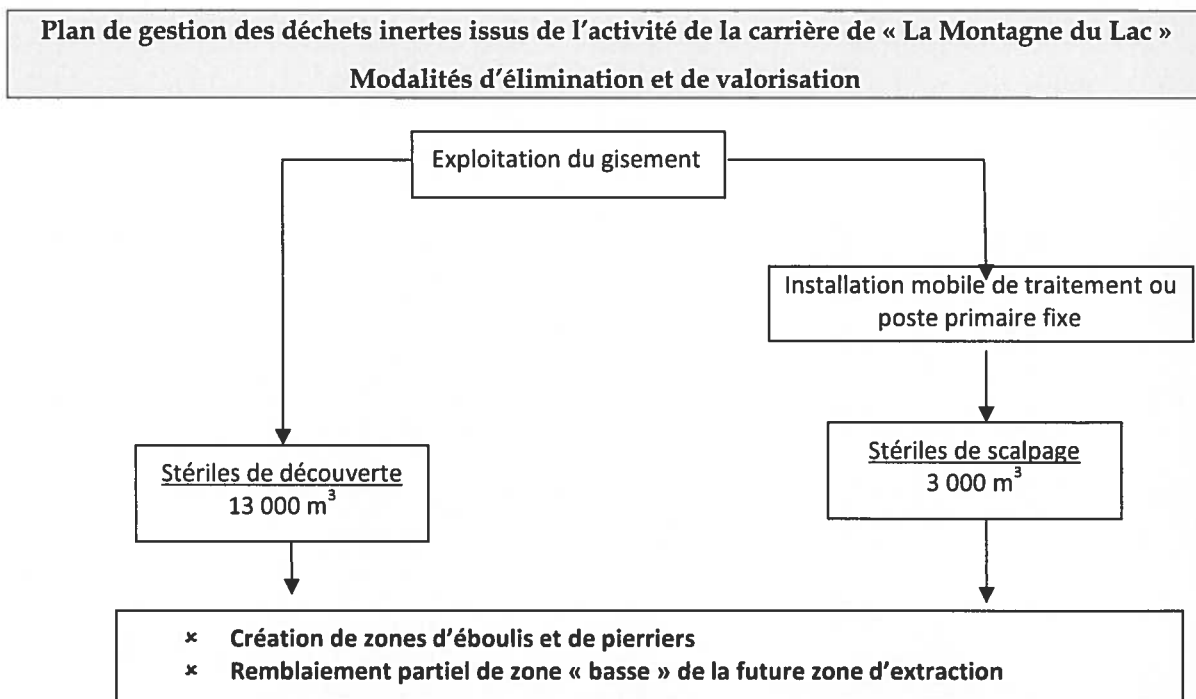 Plan de gestion des déchets inertes issus de l'activité de la carrière de « La Montagne du Lac »
Modalités d'élimination et de valorisation
Exploitation du gisement
Installation mobile de traitement ou
poste primaire fixe
Stériles de découverte
13 000 m³
Stériles de scalpage
3 000 m³
× Création de zones d'éboulis et de pierriers
× Remblaiement partiel de zone « basse » de la future zone d'extraction